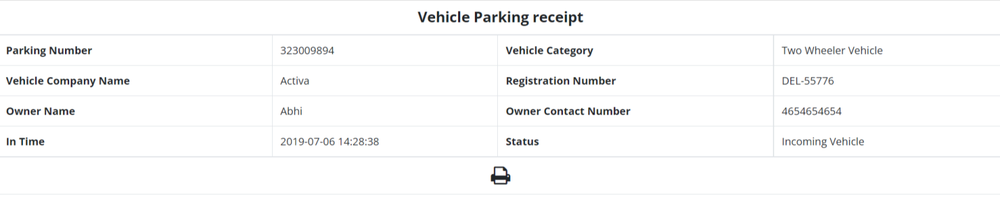 Vehicle Parking receipt
Parking Number 323009894 Vehicle Category Two Wheeler Vehicle
Vehicle Company Name Activa Registration Number DEL-55776
Owner Name Abhi Owner Contact Number 4654654654
In Time 2019-07-06 14:28:38 Status Incoming Vehicle